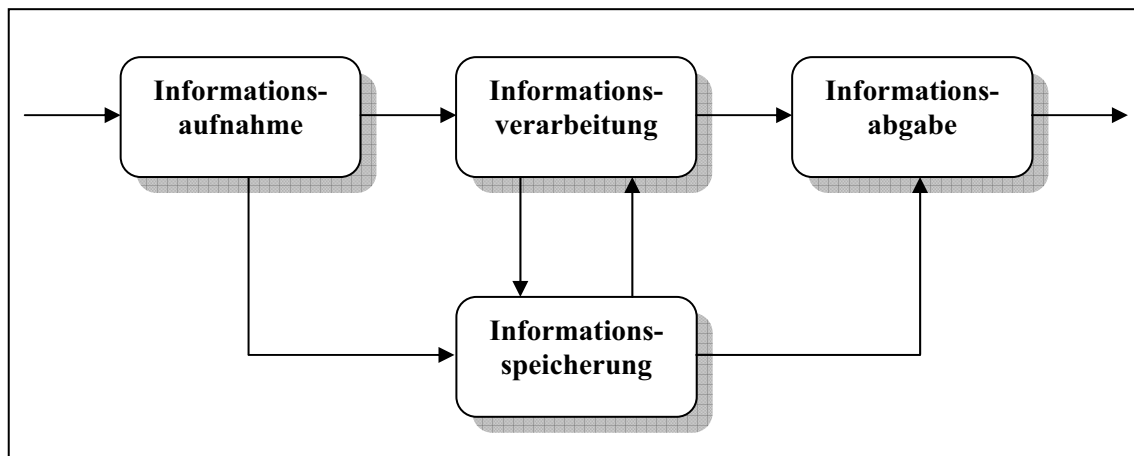 Informations-
aufnahme
Informations-
verarbeitung
Informations-
abgabe
Informations-
speicherung